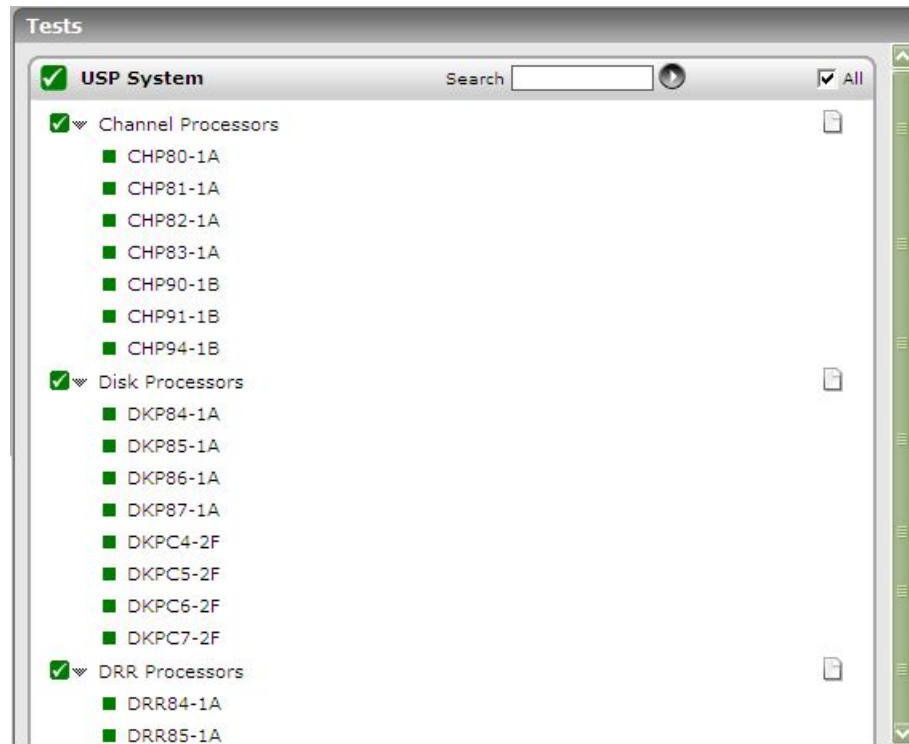 Tests
USP System Search All
Channel Processors
CHP80-1A
CHP81-1A
CHP82-1A
CHP83-1A
CHP90-1B
CHP91-1B
CHP94-1B
Disk Processors
DKP84-1A
DKP85-1A
DKP86-1A
DKP87-1A
DKPC4-2F
DKPC5-2F
DKPC6-2F
DKPC7-2F
DRR Processors
DRR84-1A
DRR85-1A